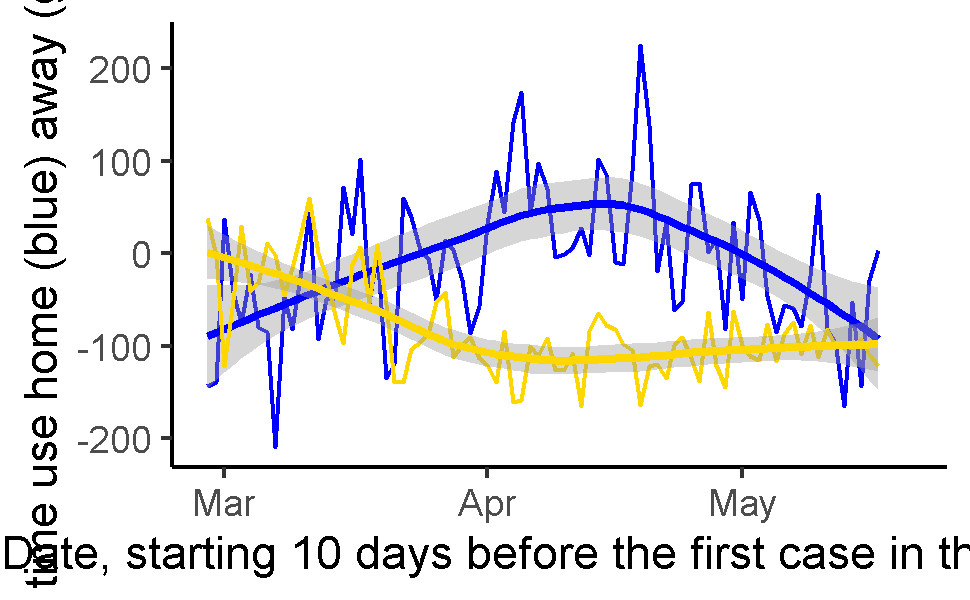 time use home (blue) away (
200
100
0
-100
-200
Mar Apr May
Date, starting 10 days before the first case in th